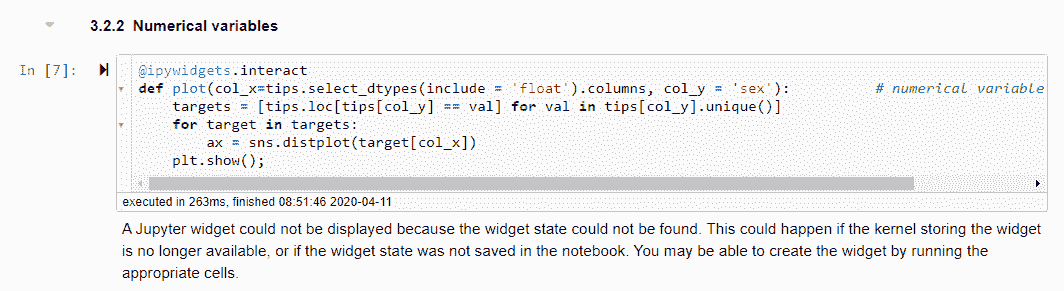 3.2.2 Numerical variables
In [7]:
@ipywidgets.interact
def plot(col_x=tips.select_dtypes(include = 'float').columns, col_y = 'sex'): # numerical variable
targets = [tips.loc[tips[col_y] == val] for val in tips[col_y].unique()]
for target in targets:
ax = sns.distplot(target[col_x])
plt.show();
executed in 263ms, finished 08:51:46 2020-04-11
A Jupyter widget could not be displayed because the widget state could not be found. This could happen if the kernel storing the widget
is no longer available, or if the widget state was not saved in the notebook. You may be able to create the widget by running the
appropriate cells.